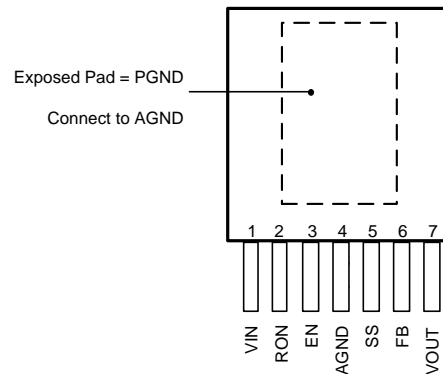 Exposed Pad = PGND
Connect to AGND
1 2 3 4 5 6 7
VIN
RON
EN
AGND
SS
FB
VOUT